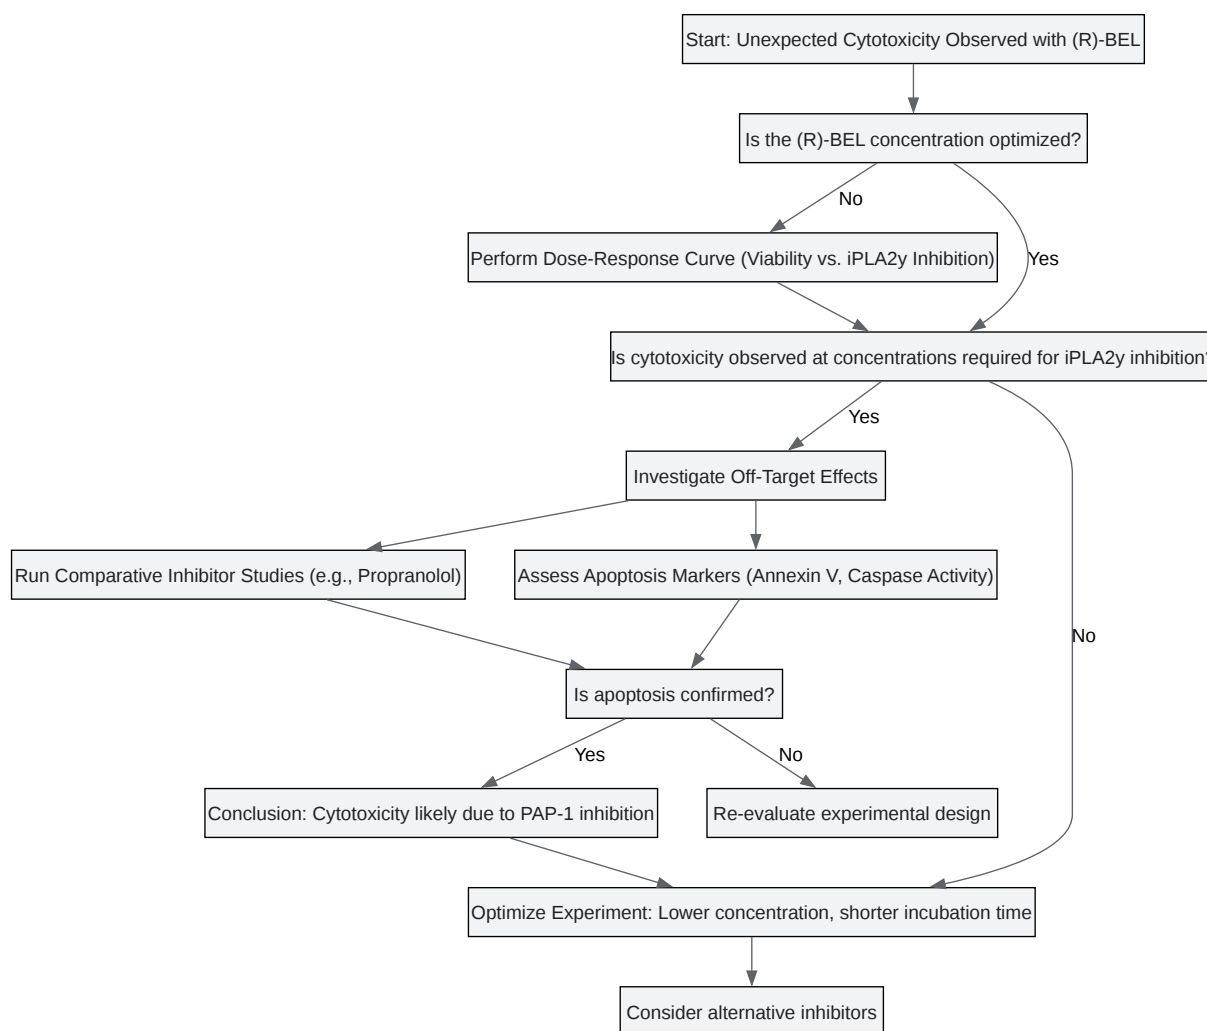 Start: Unexpected Cytotoxicity Observed with (R)-BEL
Is the (R)-BEL concentration optimized?
No
Yes
Perform Dose-Response Curve (Viability vs. iPLA2γ Inhibition)
Is cytotoxicity observed at concentrations required for iPLA2γ inhibition?
Yes
No
Investigate Off-Target Effects
Run Comparative Inhibitor Studies (e.g., Propranolol)
Assess Apoptosis Markers (Annexin V, Caspase Activity)
Is apoptosis confirmed?
Yes
No
Conclusion: Cytotoxicity likely due to PAP-1 inhibition
Re-evaluate experimental design
Optimize Experiment: Lower concentration, shorter incubation time
Consider alternative inhibitors